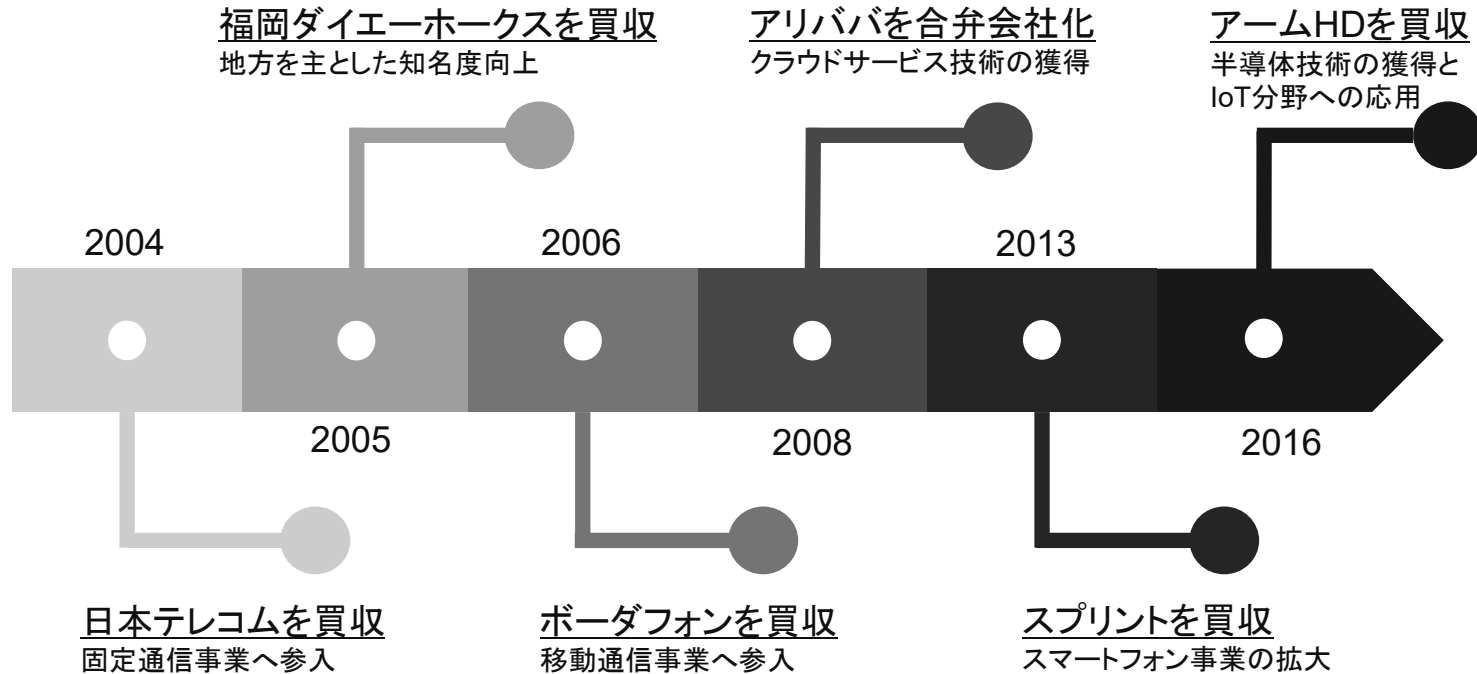 福岡ダイエーホークスを買収
地方を主とした知名度向上
アリババを合弁会社化
クラウドサービス技術の獲得
アームHDを買収
半導体技術の獲得と
IoT分野への応用
2004
2006
2013
2005
2008
2016
日本テレコムを買収
固定通信事業へ参入
ボーダフォンを買収
移動通信事業へ参入
スプリントを買収
スマートフォン事業の拡大